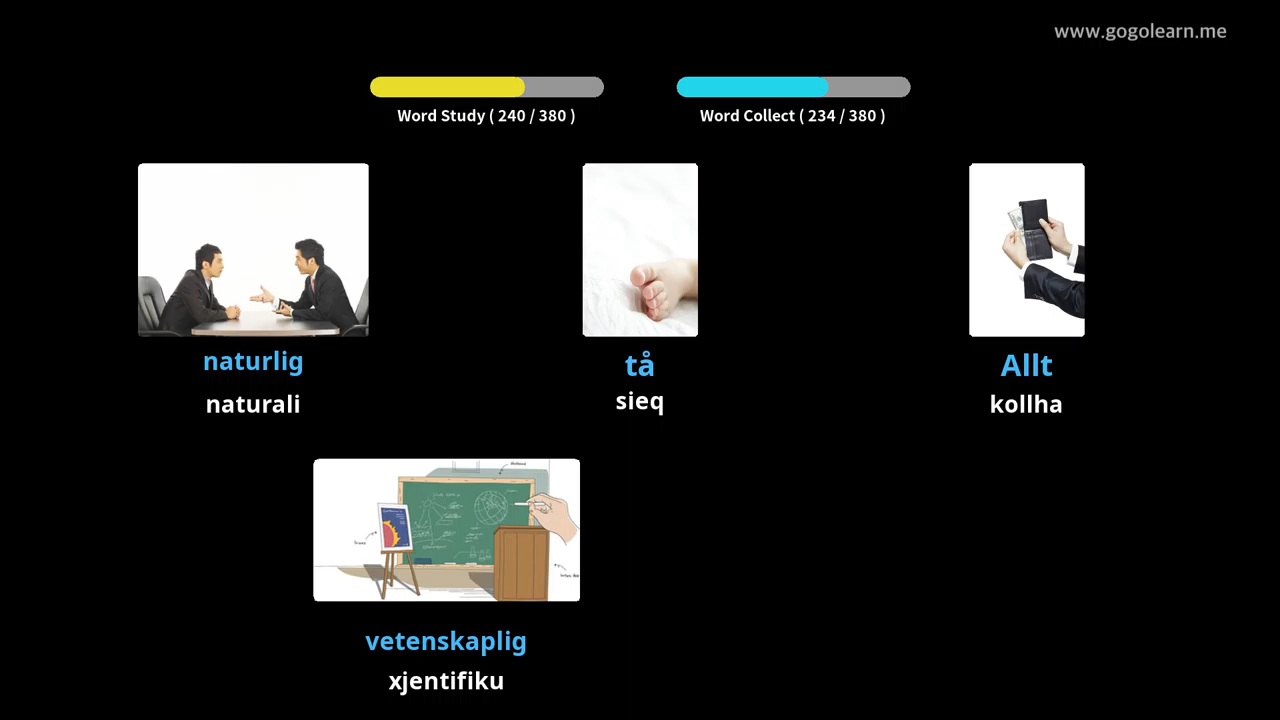 www.gogolearn.me
Word Study ( 240 / 380 )
Word Collect ( 234 / 380 )
naturlig
naturali
tå
sieq
Allt
kollha
vetenskaplig
xjentifiku